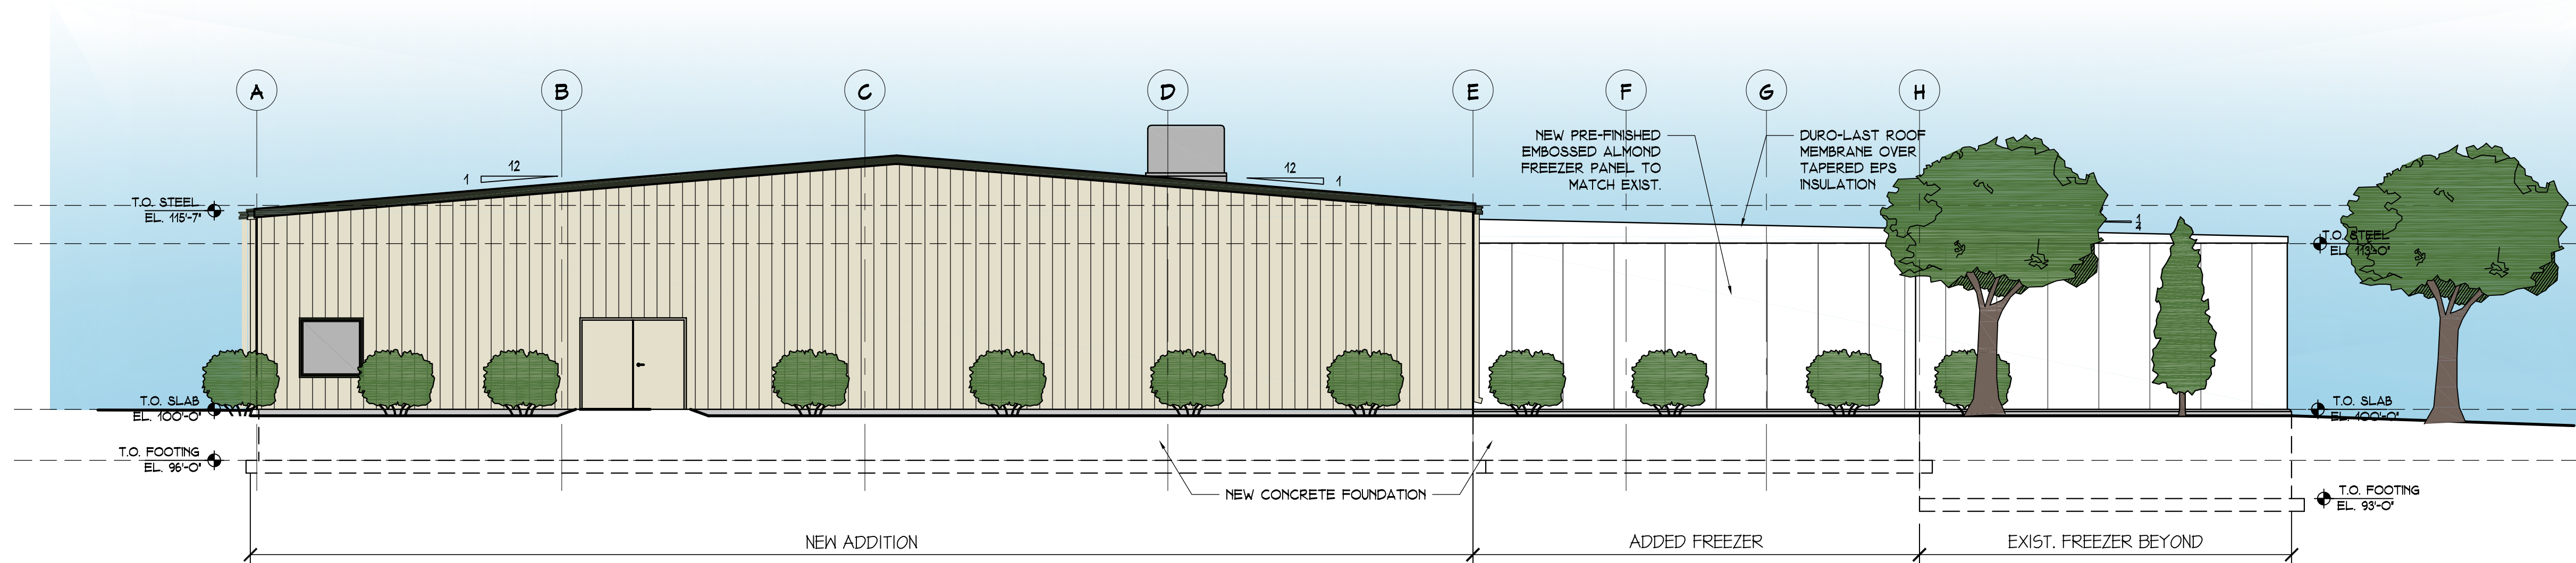 A B C D E F G H
NEW PRE-FINISHED
EMBOSSED ALMOND
FREEZER PANEL TO
MATCH EXIST.
DURO-LAST ROOF
MEMBRANE OVER
TAPERED EPS
INSULATION
12
1
12
1
T.O. STEEL
EL. 115'-7"
1
4
T.O. STEEL
EL. 113'-0"
T.O. SLAB
EL. 100'-0"
T.O. SLAB
EL. 100'-0"
T.O. FOOTING
EL. 96'-0"
NEW CONCRETE FOUNDATION
T.O. FOOTING
EL. 93'-0"
NEW ADDITION
ADDED FREEZER
EXIST. FREEZER BEYOND